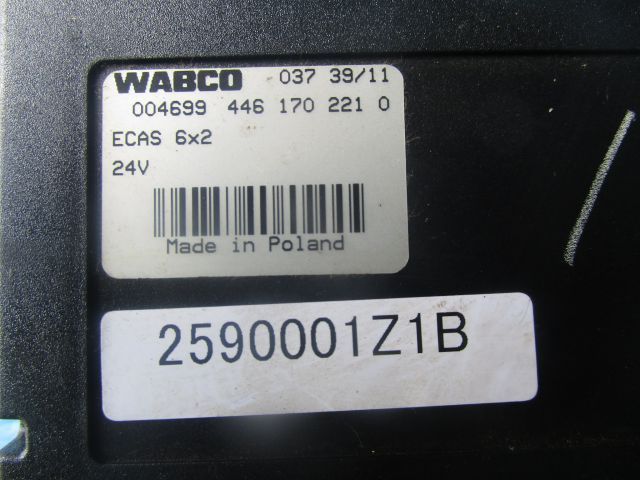 WABCO 037 39/11
004699 446 170 221 0
ECAS 6x2
24V
Made in Poland
2590001Z1B